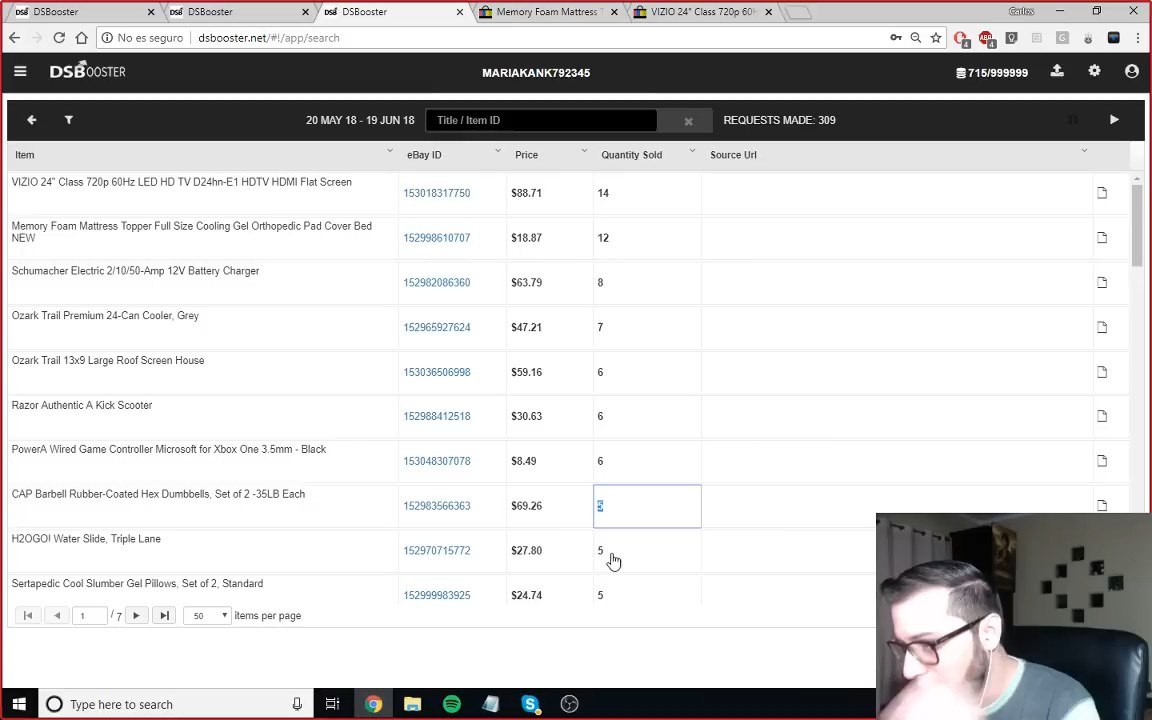 DSBooster
DSBooster
DSBooster
Memory Foam Mattress T
VIZIO 24" Class 720p 60H
Carlos
No es seguro
dsbooster.net/#!/app/search
DSBOOSTER
MARIAKANK792345
715/999999
20 MAY 18 - 19 JUN 18
Title / Item ID
REQUESTS MADE: 309
Item eBay ID Price Quantity Sold Source Url
VIZIO 24" Class 720p 60Hz LED HD TV D24hn-E1 HDTV HDMI Flat Screen
153018317750 $88.71 14
Memory Foam Mattress Topper Full Size Cooling Gel Orthopedic Pad Cover Bed
NEW
152998610707 $18.87 12
Schumacher Electric 2/10/50-Amp 12V Battery Charger
152982086360 $63.79 8
Ozark Trail Premium 24-Can Cooler, Grey
152965927624 $47.21 7
Ozark Trail 13x9 Large Roof Screen House
153036506998 $59.16 6
Razor Authentic A Kick Scooter
152988412518 $30.63 6
PowerA Wired Game Controller Microsoft for Xbox One 3.5mm - Black
153048307078 $8.49 6
CAP Barbell Rubber-Coated Hex Dumbbells, Set of 2 -35LB Each
152983566363 $69.26 5
H2OGO! Water Slide, Triple Lane
152970715772 $27.80 5
Sertapedic Cool Slumber Gel Pillows, Set of 2, Standard
152999983925 $24.74 5
1 / 7 50 items per page
Type here to search